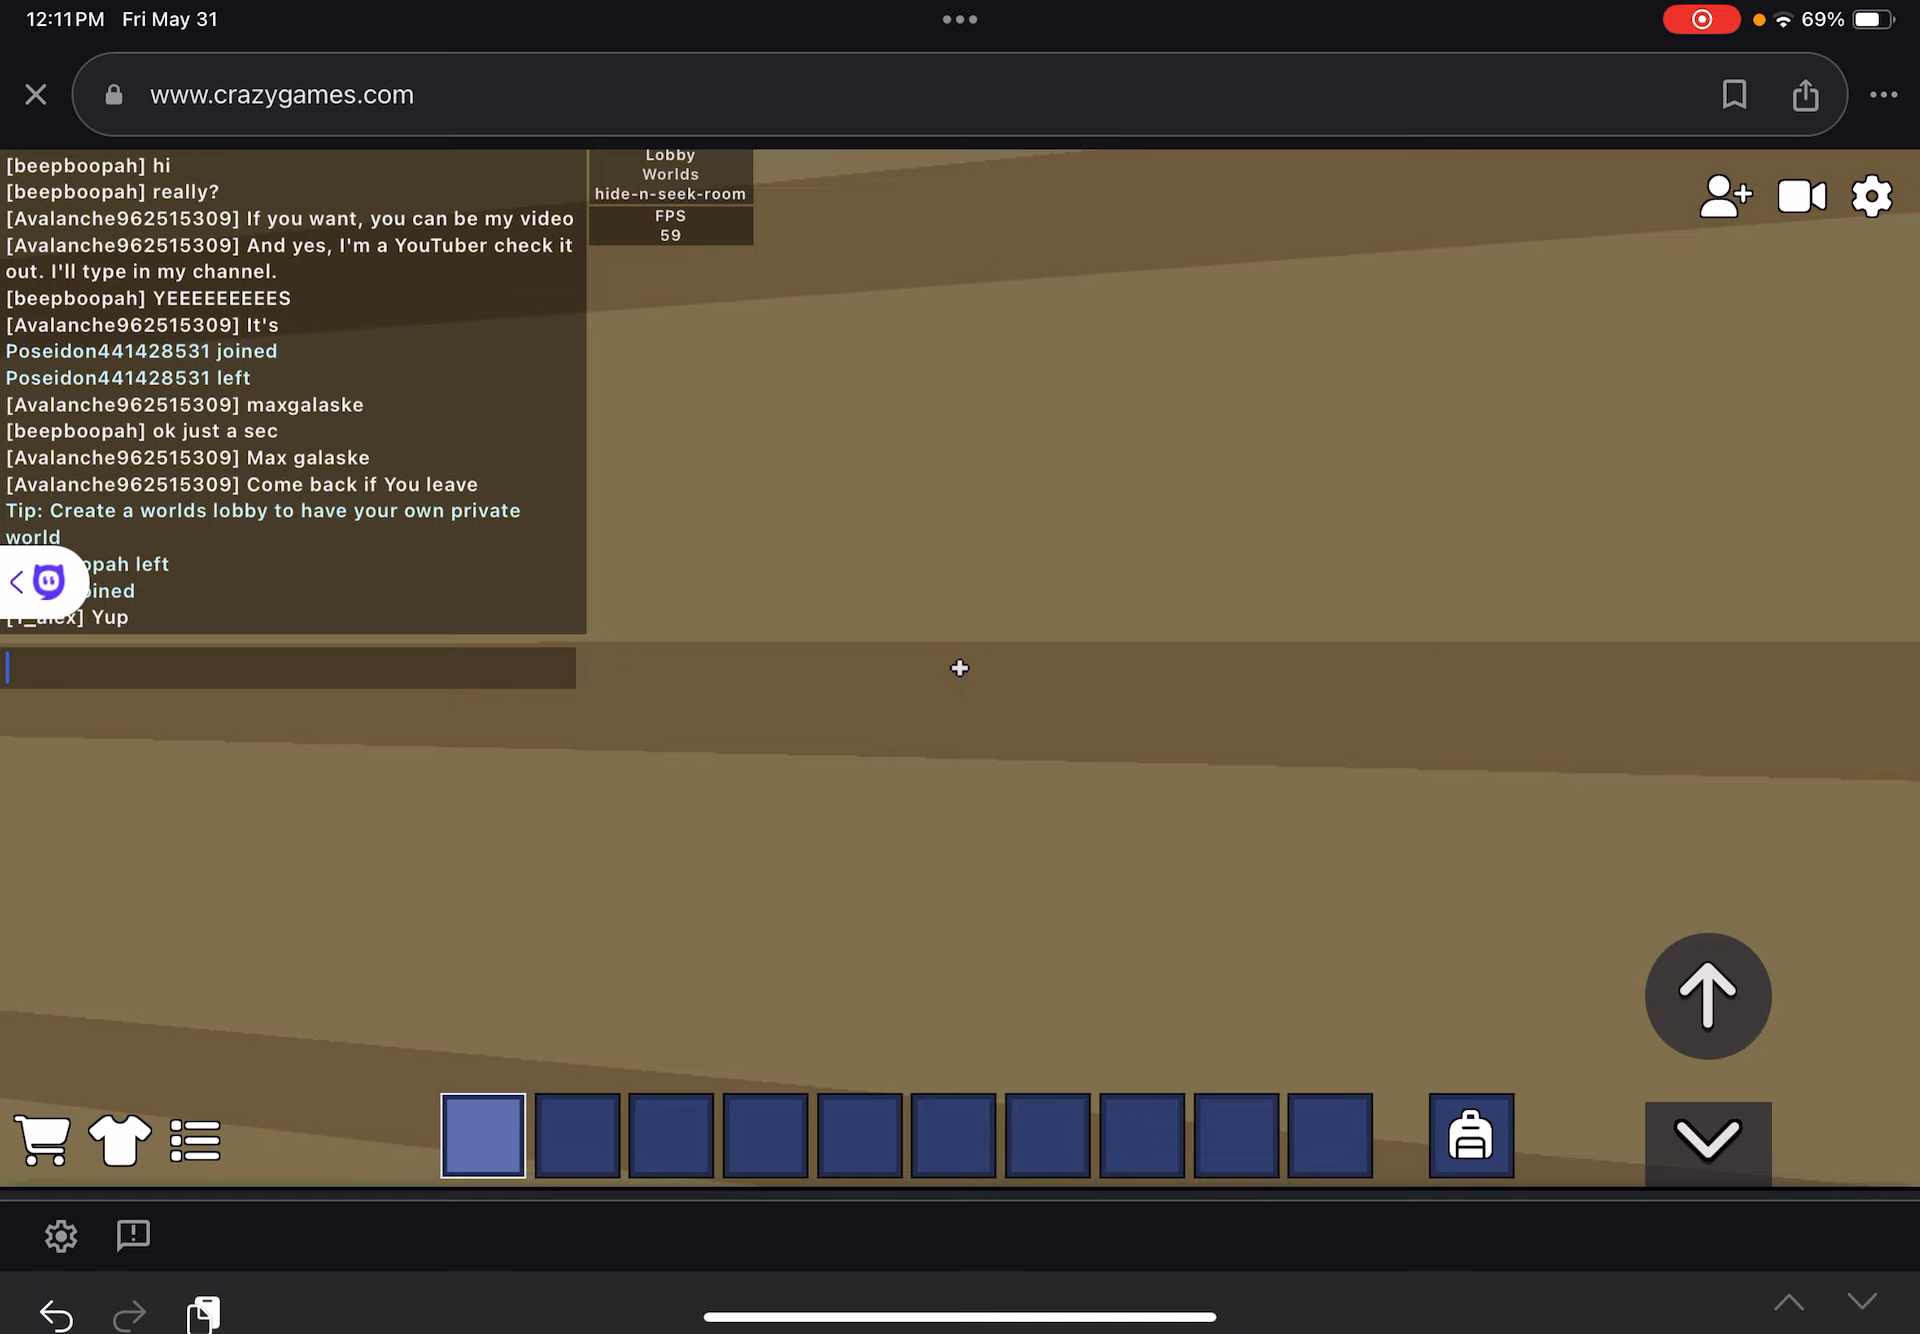 12:11 PM Fri May 31
69%
www.crazygames.com
[beepboopah] hi
[beepboopah] really?
[Avalanche962515309] If you want, you can be my video
[Avalanche962515309] And yes, I'm a YouTuber check it
out. I'll type in my channel.
[beepboopah] YEEEEEEEEES
[Avalanche962515309] It's
Poseidon441428531 joined
Poseidon441428531 left
[Avalanche962515309] maxgalaske
[beepboopah] ok just a sec
[Avalanche962515309] Max galaske
[Avalanche962515309] Come back if You leave
Tip: Create a worlds lobby to have your own private
world
opah left
ined
Yup
Lobby
Worlds
hide-n-seek-room
FPS
59